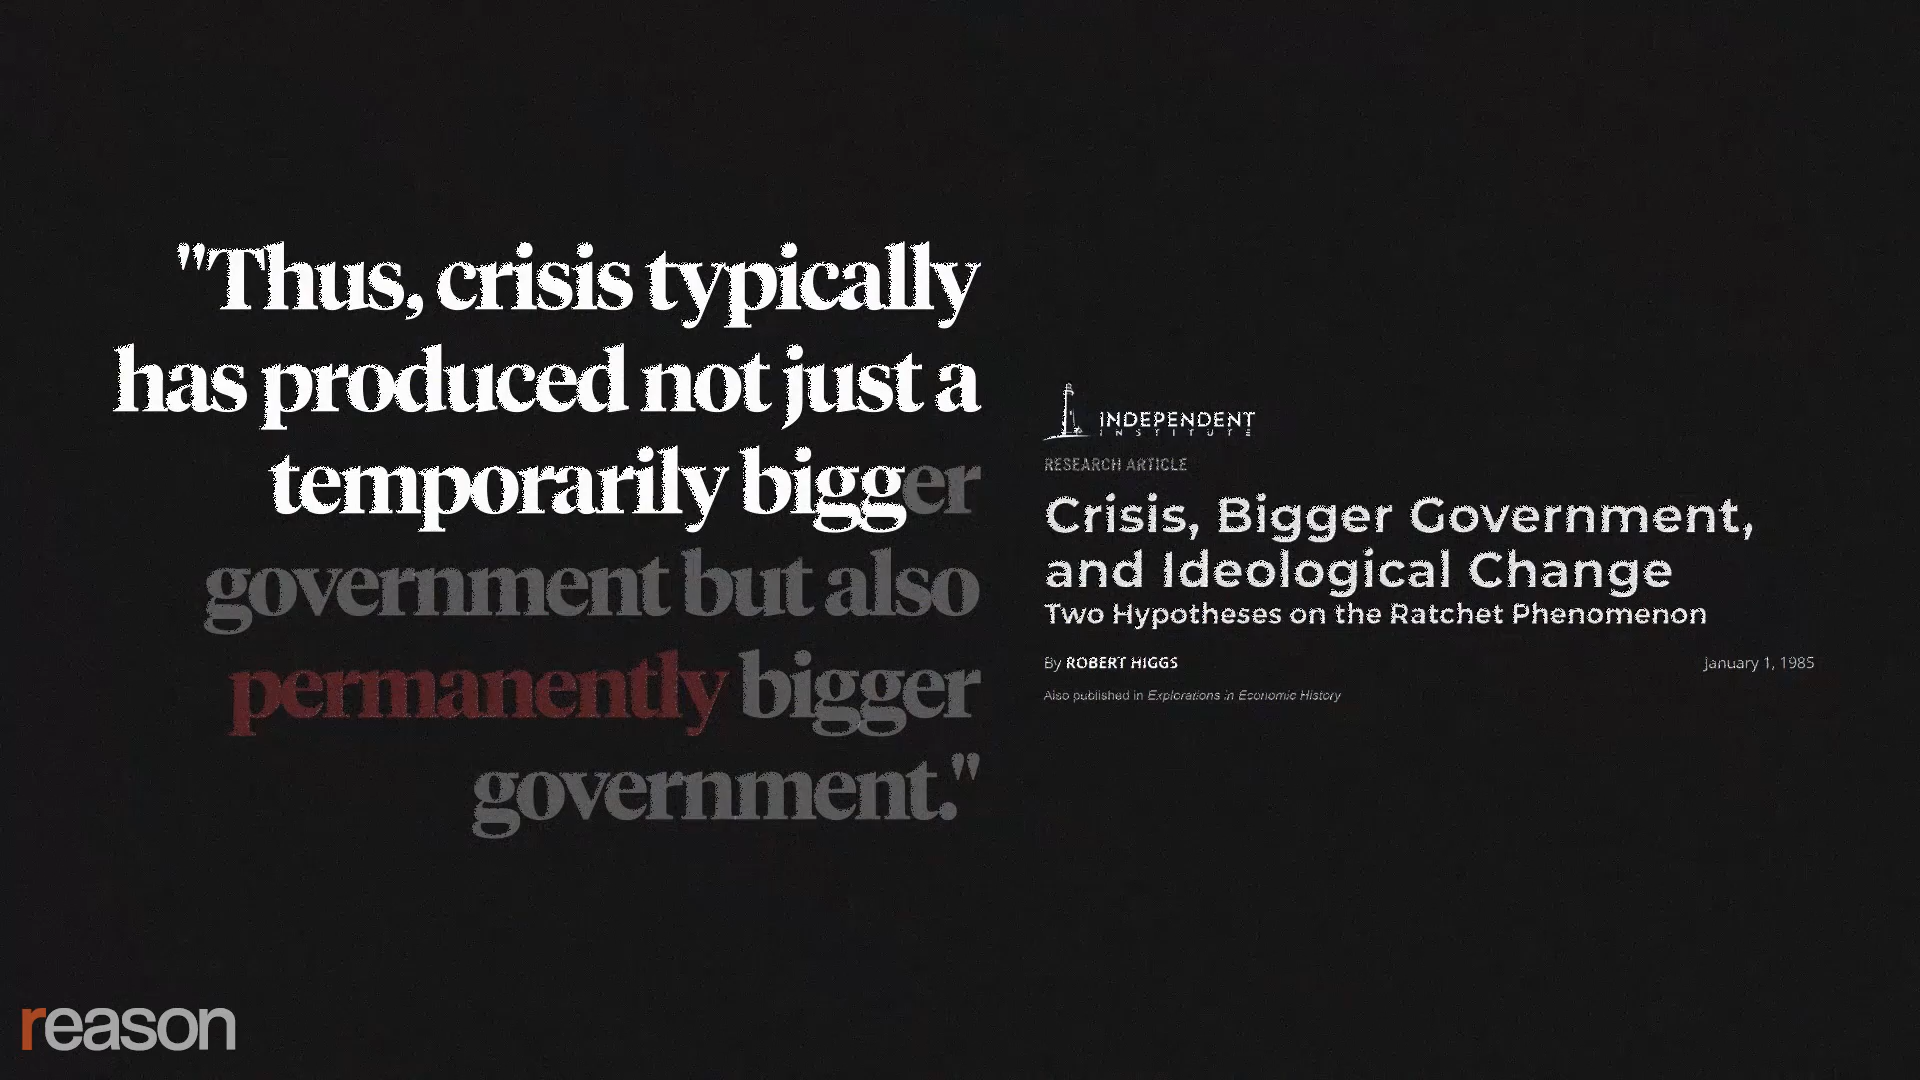 "Thus, crisis typically
has produced not just a
temporarily bigger
government but also
permanently bigger
government."
INDEPENDENT
INSTITUTE
RESEARCH ARTICLE
Crisis, Bigger Government,
and Ideological Change
Two Hypotheses on the Ratchet Phenomenon
By ROBERT HIGGS
January 1, 1985
Also published in Explorations in Economic History
reason